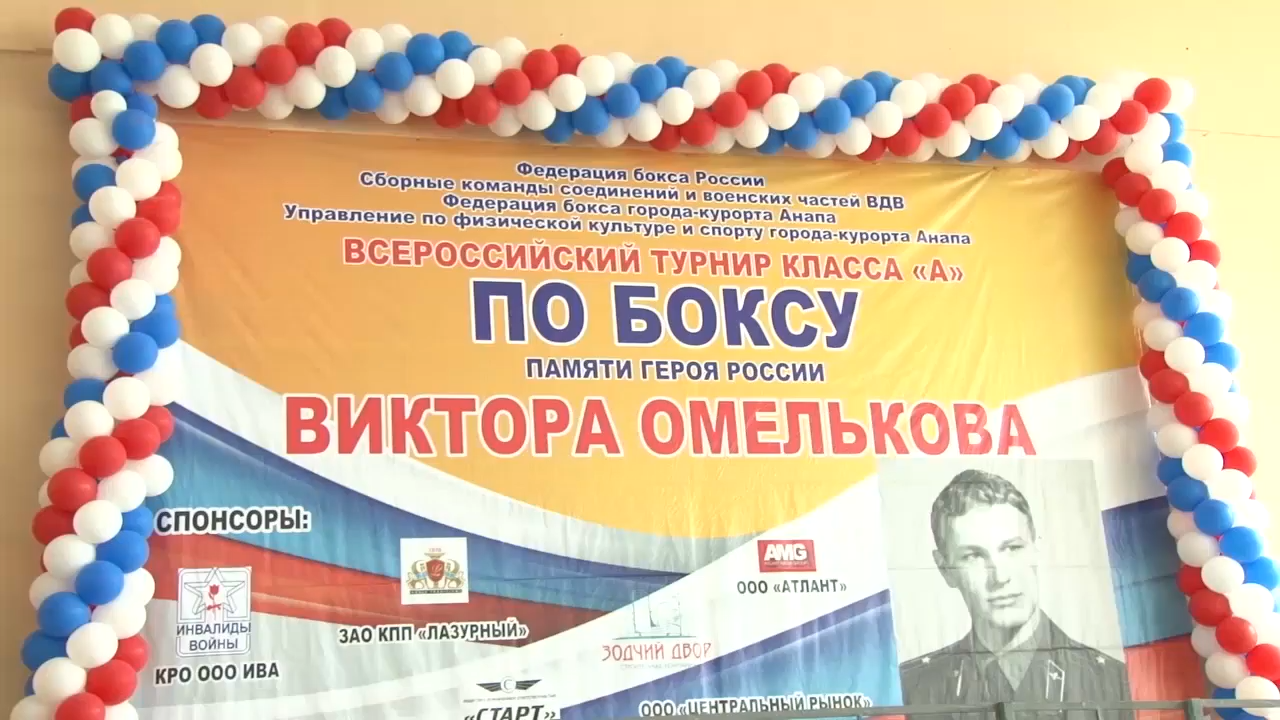 Федерация бокса России
Сборные команды соединений и военских частей ВДВ
Федерация бокса города-курорта Анапа
Управление по физической культуре и спорту города-курорта Анапа
ВСЕРОССИЙСКИЙ ТУРНИР КЛАССА «А»
ПО БОКСУ
ПАМЯТИ ГЕРОЯ РОССИИ
ВИКТОРА ОМЕЛЬКОВА
СПОНСОРЫ:
ИНВАЛИДЫ
ВОЙНЫ
КРО ООО ИВА
ЗАО КПП «ЛАЗУРНЫЙ»
«СТАРТ»
ЗОДЧИЙ ДВОР
AMG
ООО «АТЛАНТ»
ООО «ЦЕНТРАЛЬНЫЙ РЫНОК»